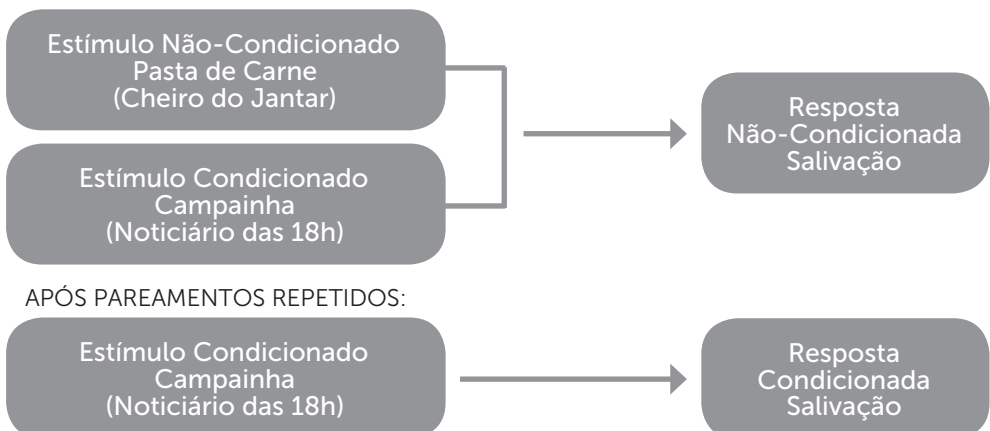 Estímulo Não-Condicionado
Pasta de Carne
(Cheiro do Jantar)
Estímulo Condicionado
Campainha
(Noticiário das 18h)
Resposta
Não-Condicionada
Salivação
APÓS PAREAMENTOS REPETIDOS:
Estímulo Condicionado
Campainha
(Noticiário das 18h)
Resposta
Condicionada
Salivação